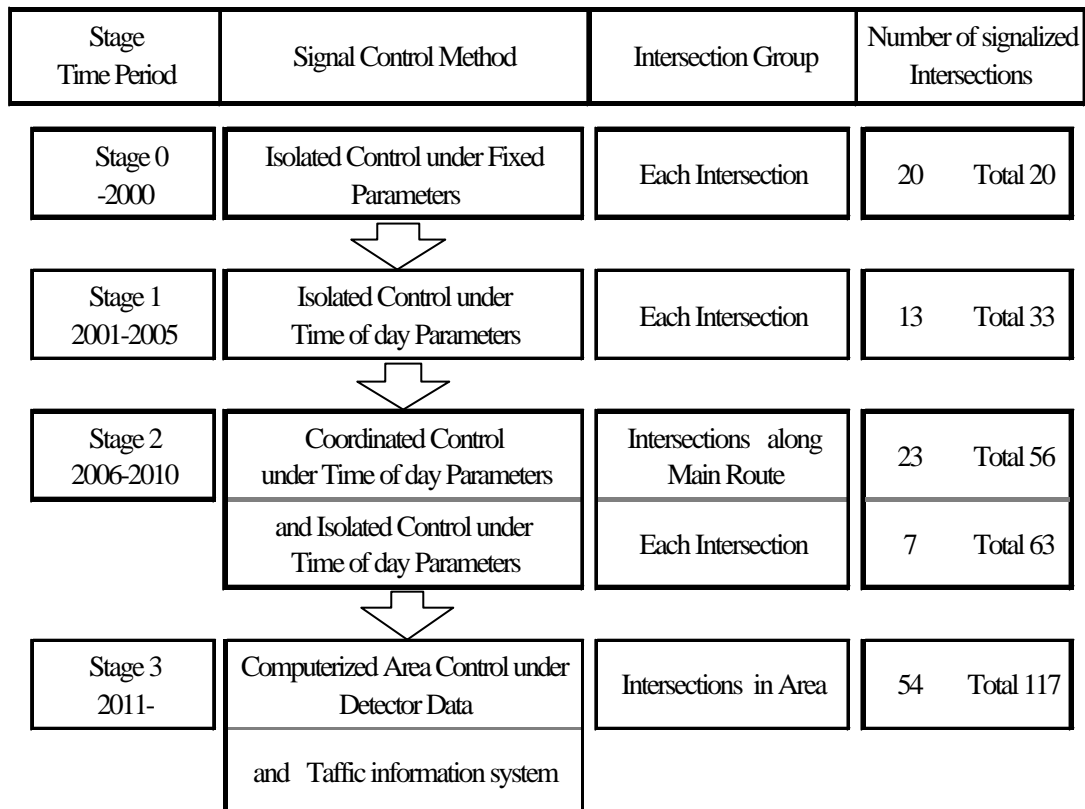 Stage
Time Period
Signal Control Method
Intersection Group
Number of signalized
Intersections
Stage 0
-2000
Isolated Control under Fixed
Parameters
Each Intersection
20 Total 20
Stage 1
2001-2005
Isolated Control under
Time of day Parameters
Each Intersection
13 Total 33
Stage 2
2006-2010
Coordinated Control
under Time of day Parameters
Intersections along
Main Route
23 Total 56
and Isolated Control under
Time of day Parameters
Each Intersection
7 Total 63
Stage 3
2011-
Computerized Area Control under
Detector Data
Intersections in Area
54 Total 117
and Taffic information system